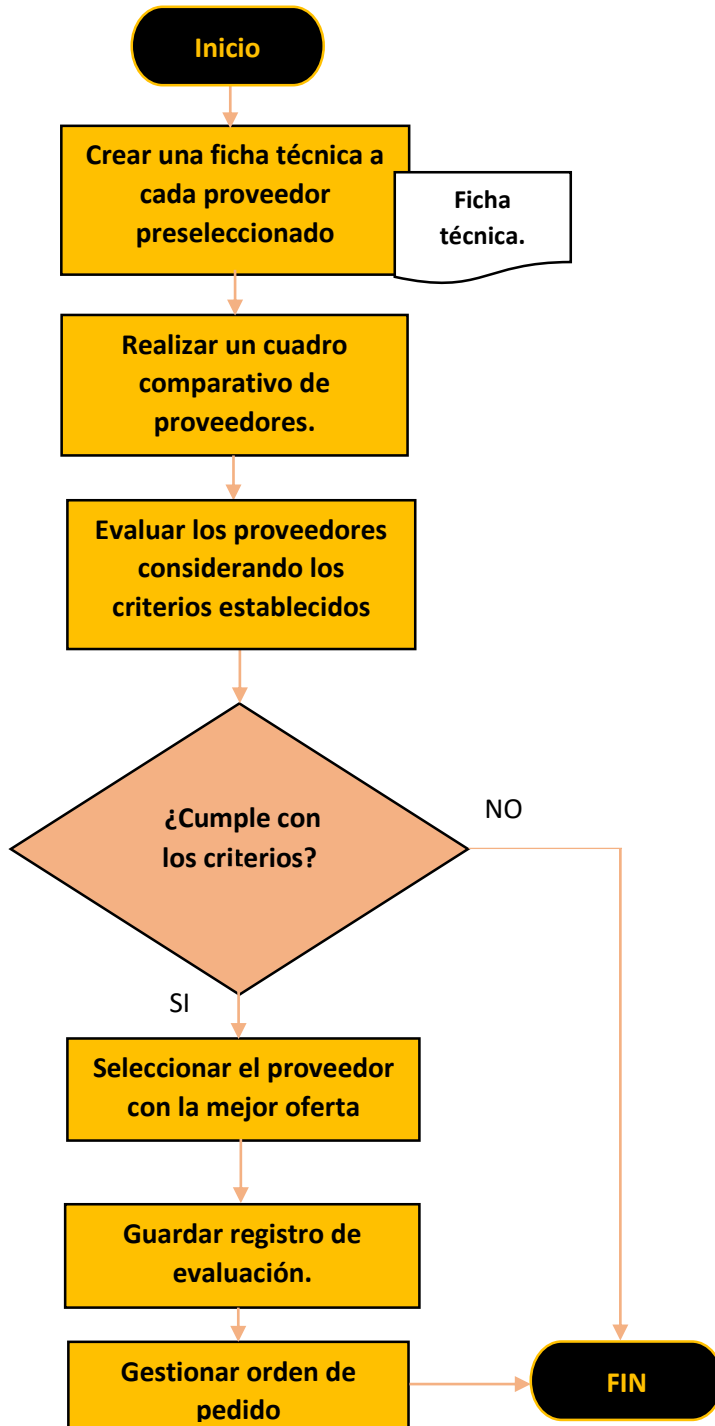 Inicio
Crear una ficha técnica a
cada proveedor
preseleccionado
Ficha
técnica.
Realizar un cuadro
comparativo de
proveedores.
Evaluar los proveedores
considerando los
criterios establecidos
¿Cumple con
los criterios?
NO
SI
Seleccionar el proveedor
con la mejor oferta
Guardar registro de
evaluación.
Gestionar orden de
pedido
FIN